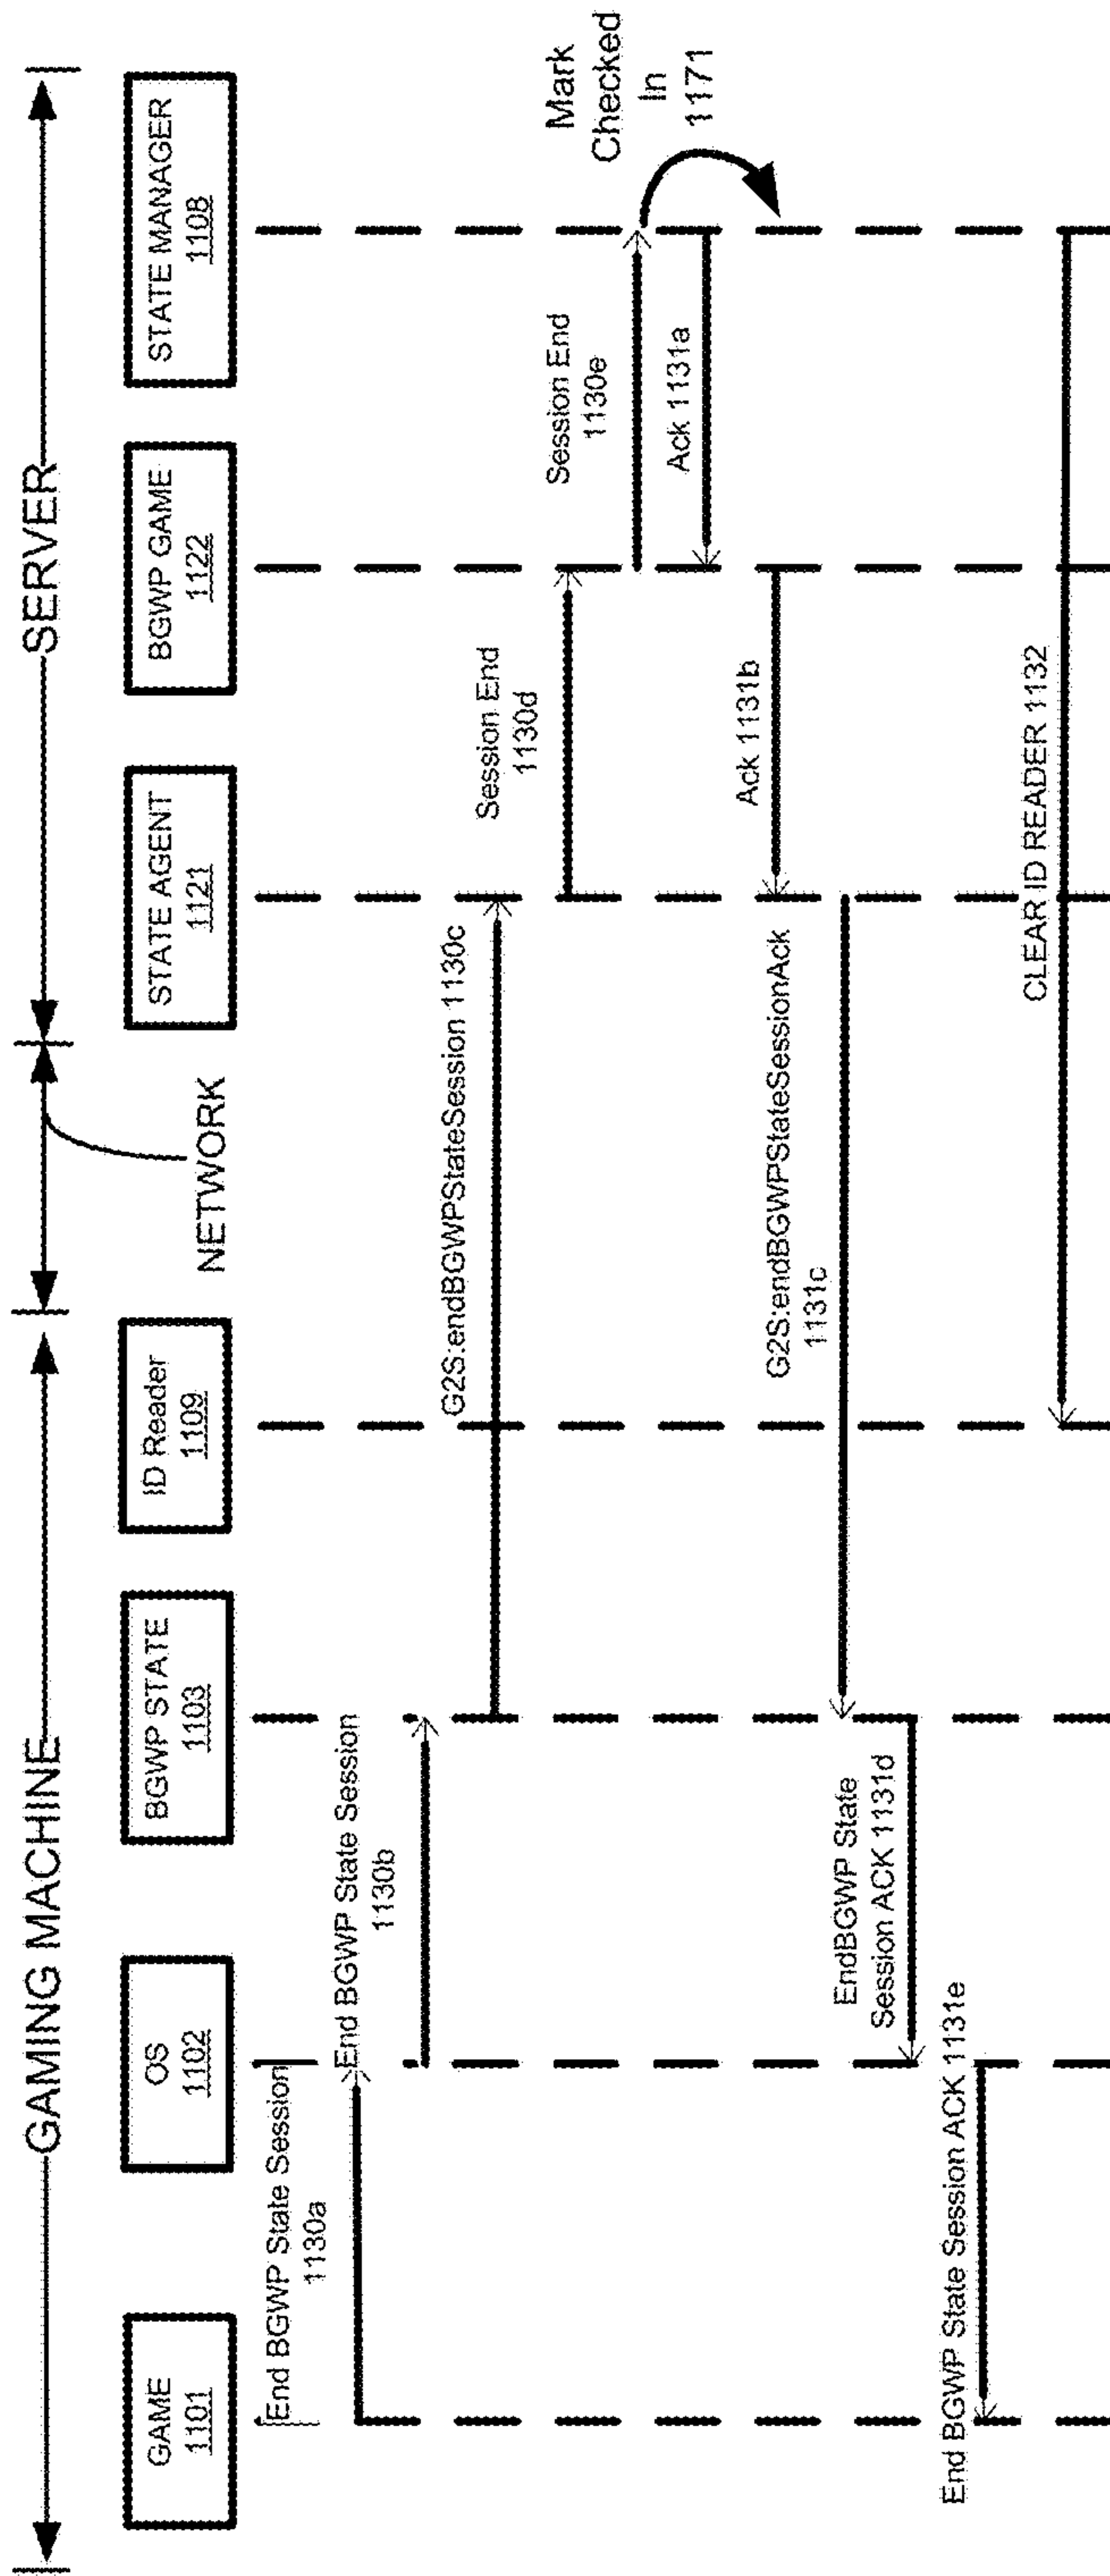 GAMING MACHINE
NETWORK
SERVER
GAME
1101
OS
1102
BGWP STATE
1103
ID Reader
1109
STATE AGENT
1121
BGWP GAME
1122
STATE MANAGER
1108
End BGWP State Session
1130a
End BGWP State Session
1130b
G2S:endBGWPStateSession 1130c
Session End
1130d
Session End
1130e
Mark
Checked
In
1171
Ack 1131a
Ack 1131b
G2S:endBGWPStateSessionAck
1131c
EndBGWP State
Session ACK 1131d
End BGWP State Session ACK 1131e
CLEAR ID READER 1132